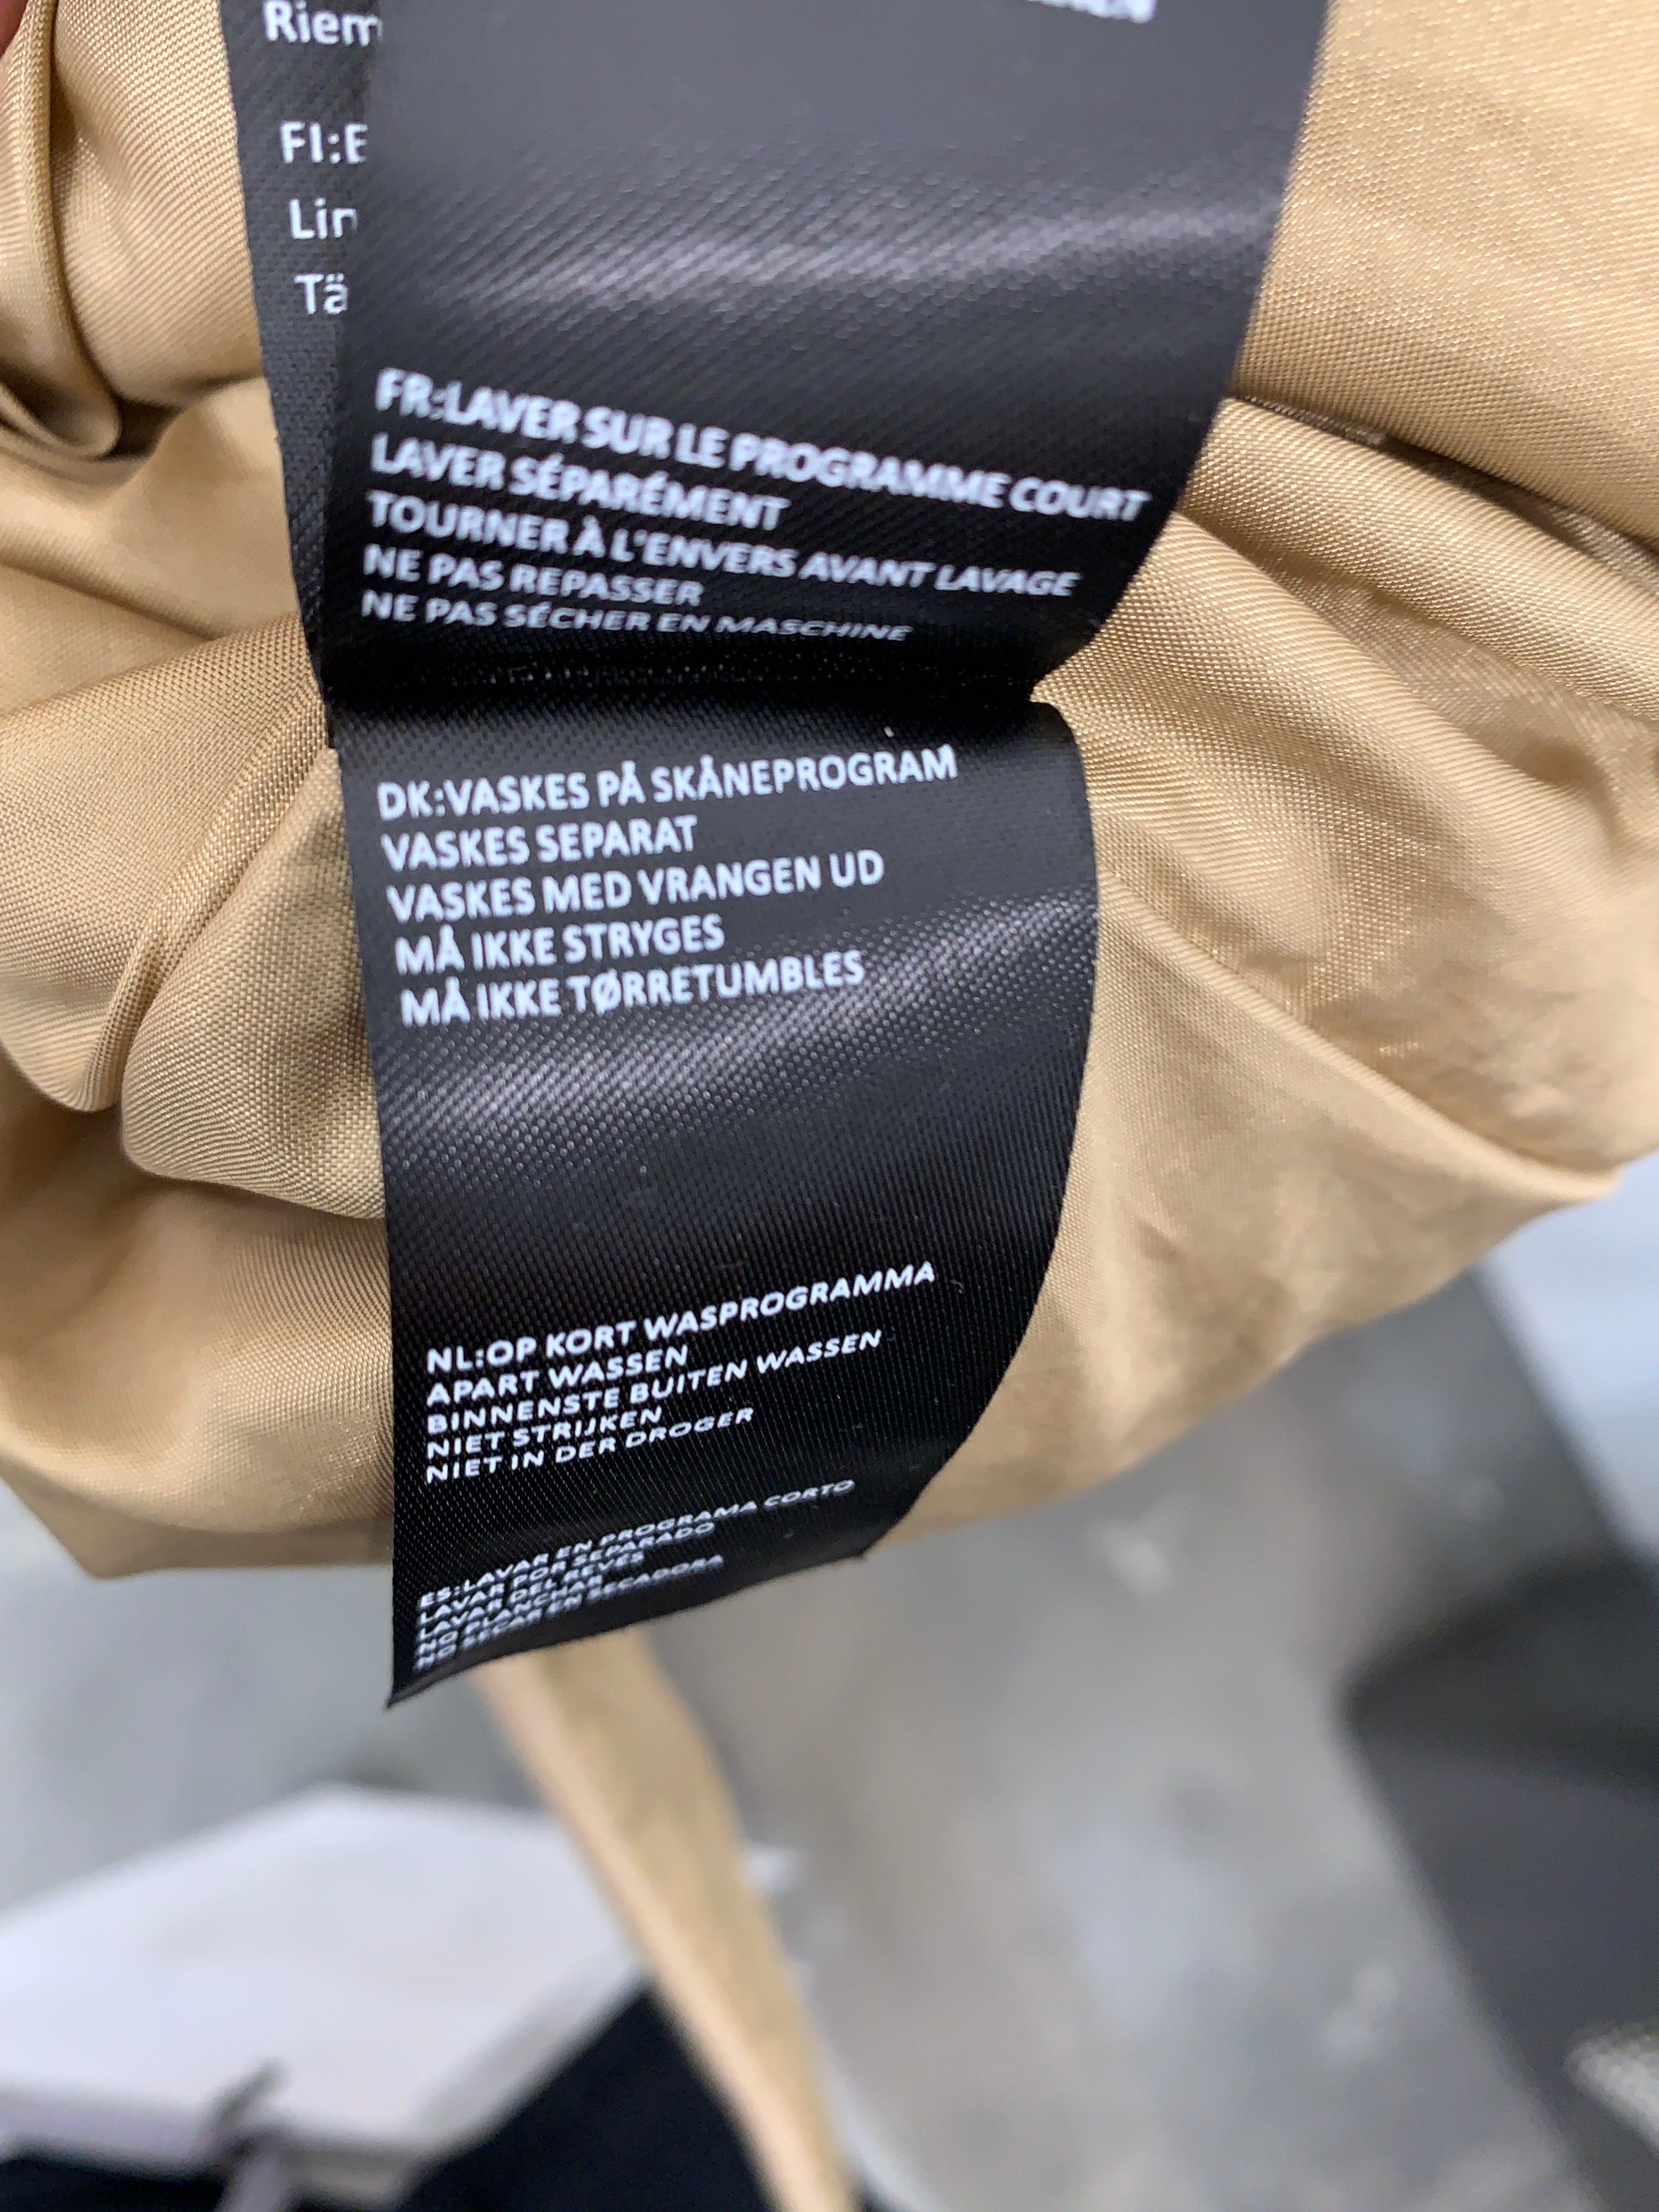 Riem
FI:E
Lin
Tä
FR:LAVER SUR LE PROGRAMME COURT
LAVER SÉPARÉMENT
TOURNER À L'ENVERS AVANT LAVAGE
NE PAS REPASSER
NE PAS SÉCHER EN MASCHINE
DK:VASKES PÅ SKÅNEPROGRAM
VASKES SEPARAT
VASKES MED VRANGEN UD
MÅ IKKE STRYGES
MÅ IKKE TØRRETUMBLES
NL:OP KORT WASPROGRAMMA
APART WASSEN
BINNENSTE BUITEN WASSEN
NIET STRIJKEN
NIET IN DER DROGER
ES:LAVAR EN PROGRAMA CORTO
LAVAR POR SEPARADO
LAVAR DEL REVÉS
NO PLANCHAR
NO SECAR EN SECADORA